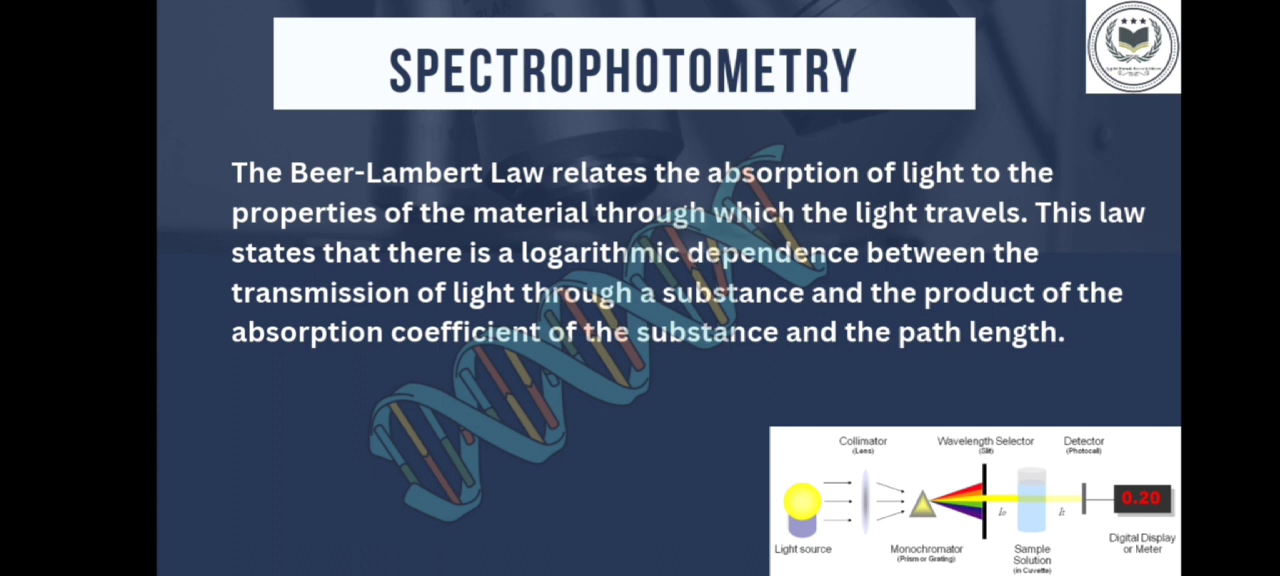 SPECTROPHOTOMETRY
The Beer-Lambert Law relates the absorption of light to the
properties of the material through which the light travels. This law
states that there is a logarithmic dependence between the
transmission of light through a substance and the product of the
absorption coefficient of the substance and the path length.
Collimator
(Lens)
Wavelength Selector
(Slit)
Detector
(Photocell)
0.20
I₀
Iₜ
Light source
Monochromator
(Prism or Grating)
Sample
Solution
(in Cuvette)
Digital Display
or Meter